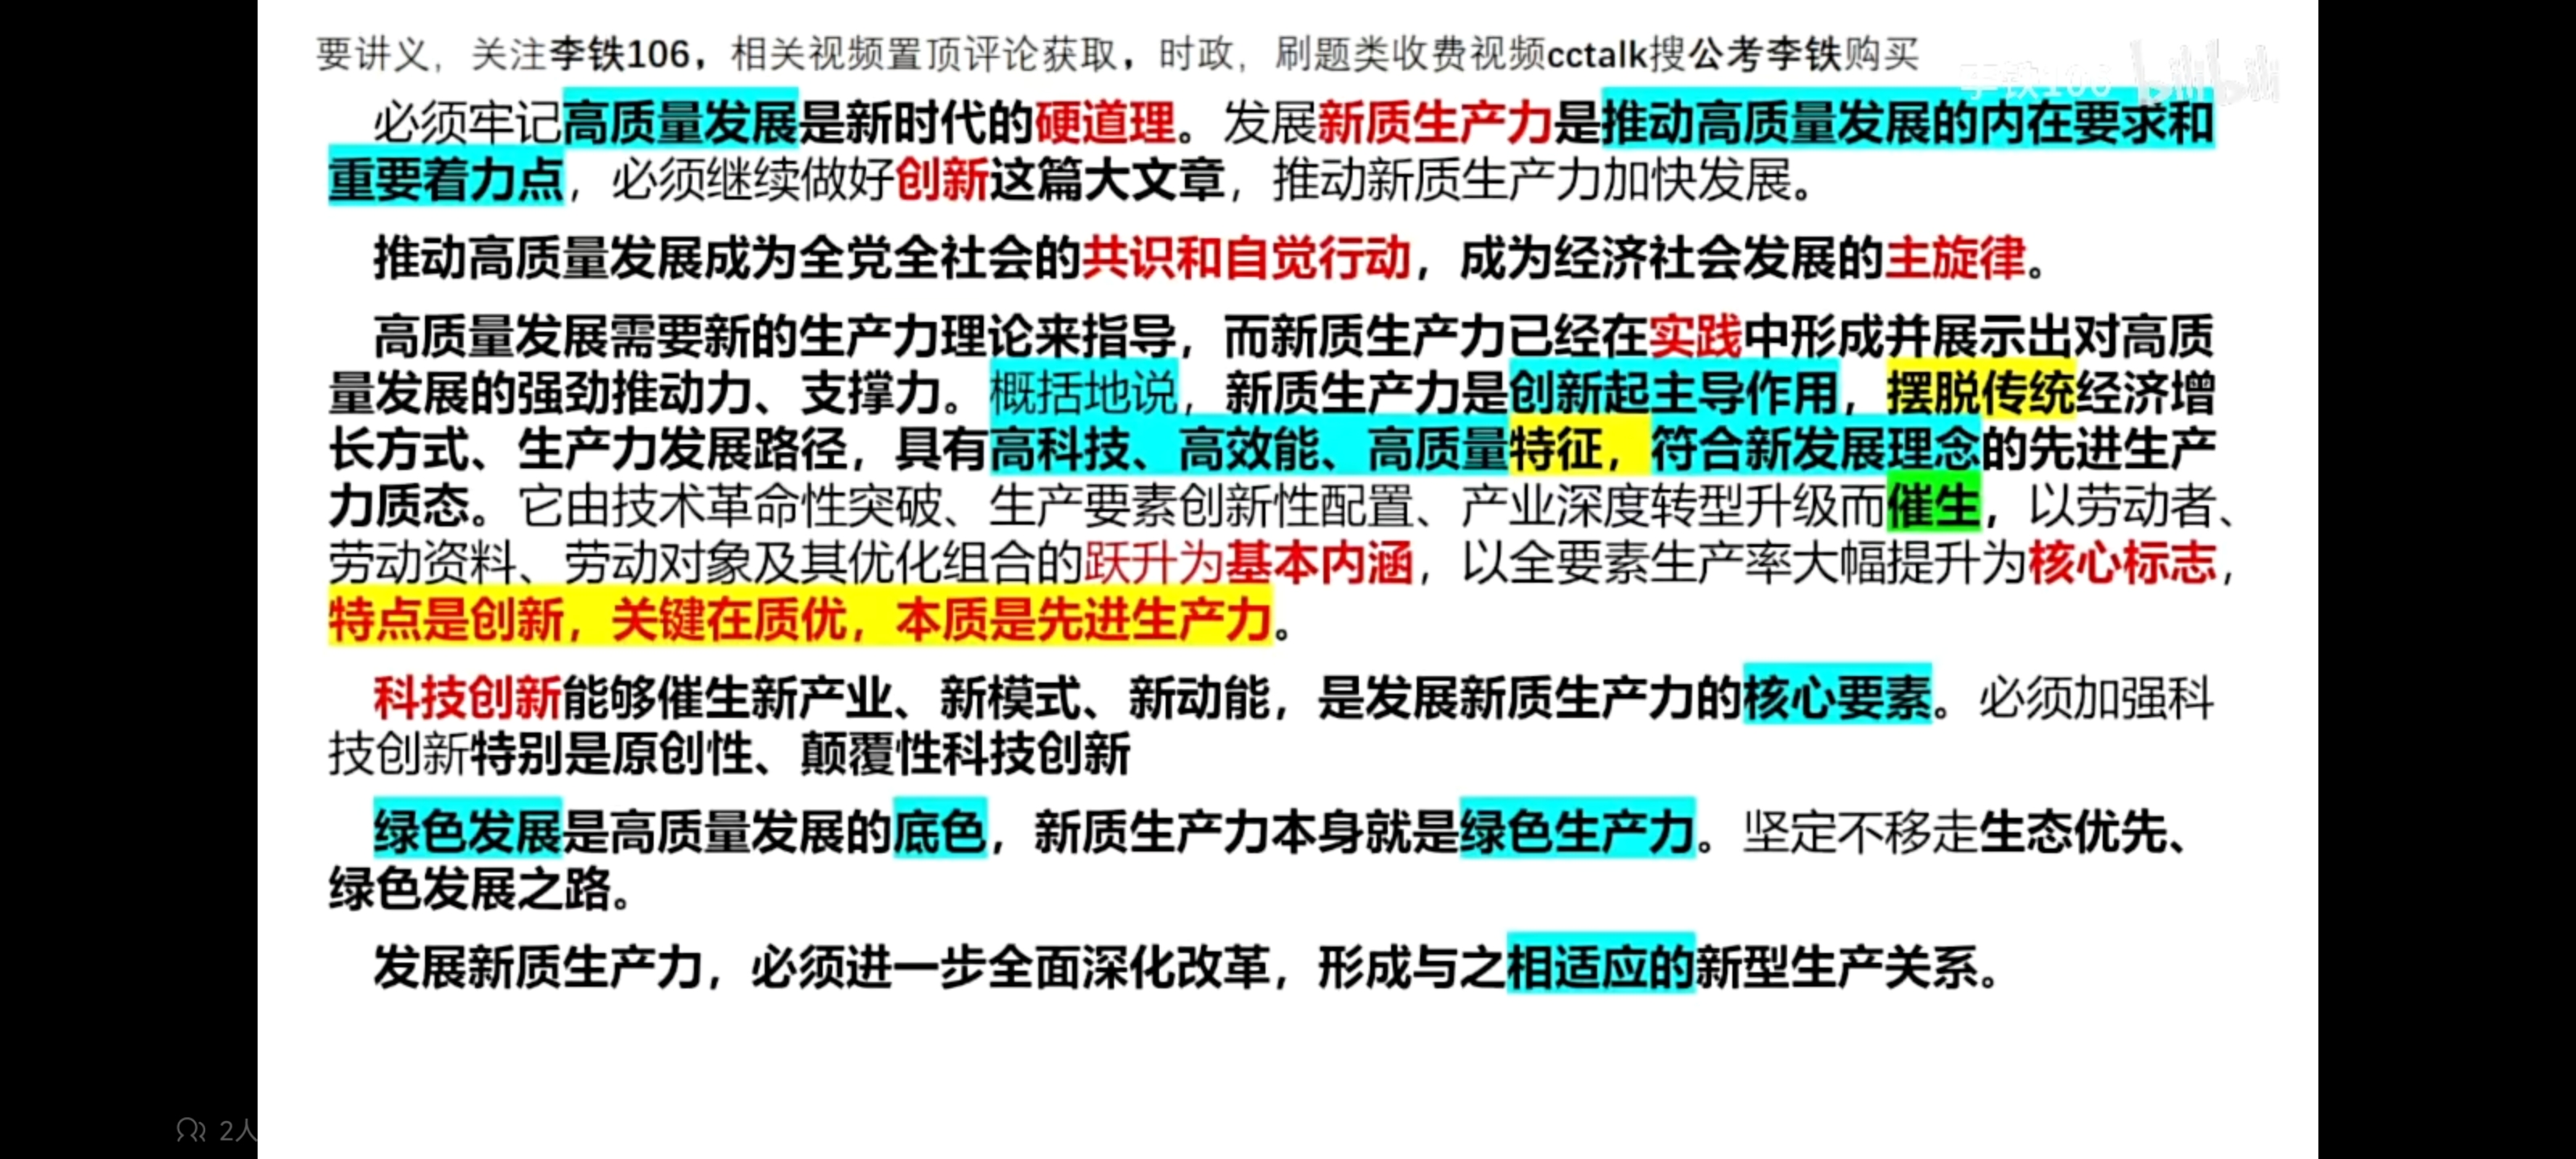 要讲义，关注李铁106，相关视频置顶评论获取，时政，刷题类收费视频cctalk搜公考李铁购买
李铁106 bilibili
必须牢记高质量发展是新时代的硬道理。发展新质生产力是推动高质量发展的内在要求和
重要着力点，必须继续做好创新这篇大文章，推动新质生产力加快发展。
推动高质量发展成为全党全社会的共识和自觉行动，成为经济社会发展的主旋律。
高质量发展需要新的生产力理论来指导，而新质生产力已经在实践中形成并展示出对高质
量发展的强劲推动力、支撑力。概括地说，新质生产力是创新起主导作用，摆脱传统经济增
长方式、生产力发展路径，具有高科技、高效能、高质量特征，符合新发展理念的先进生产
力质态。它由技术革命性突破、生产要素创新性配置、产业深度转型升级而催生，以劳动者、
劳动资料、劳动对象及其优化组合的跃升为基本内涵，以全要素生产率大幅提升为核心标志，
特点是创新，关键在质优，本质是先进生产力。
科技创新能够催生新产业、新模式、新动能，是发展新质生产力的核心要素。必须加强科
技创新特别是原创性、颠覆性科技创新
绿色发展是高质量发展的底色，新质生产力本身就是绿色生产力。坚定不移走生态优先、
绿色发展之路。
发展新质生产力，必须进一步全面深化改革，形成与之相适应的新型生产关系。
2人